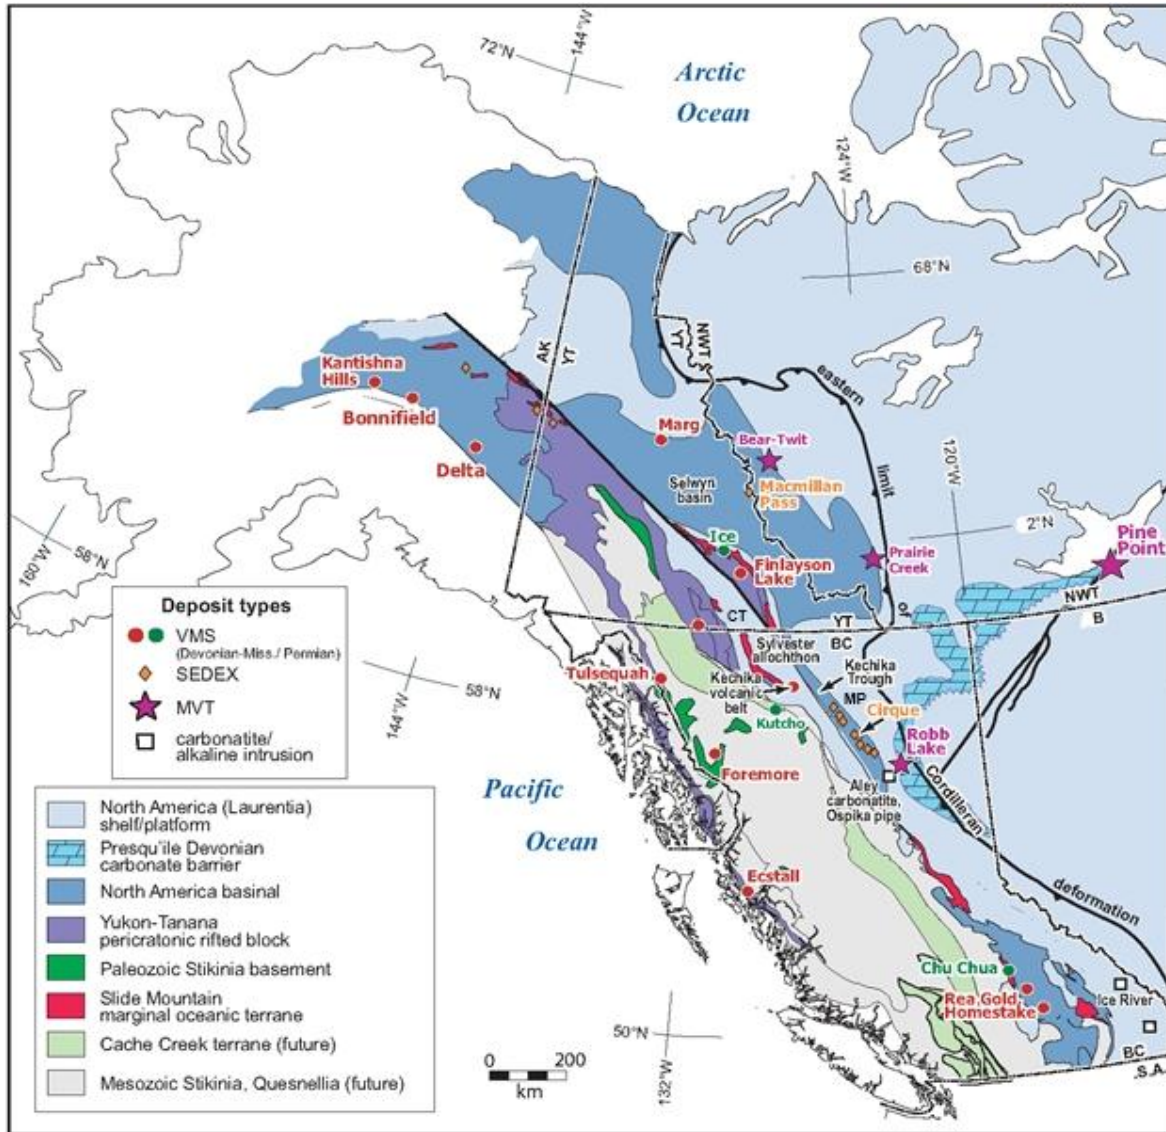 72°N
144°W
Arctic
Ocean
124°W
68°N
AK
YT
YT
NWT
eastern
Kantishna
Hills
Bonnifield
Marg
Bear-Twit
Delta
Selwyn
basin
Macmillan
Pass
limit
120°W
2°N
Pine
Point
160°W
58°N
Ice
Finlayson
Lake
Prairie
Creek
of
NWT
B
CT
YT
BC
Deposit types
VMS
(Devonian-Miss./ Permian)
SEDEX
MVT
carbonatite/
alkaline intrusion
144°W
58°N
Sylvester
allochthon
Kechika
Trough
Tulsequah
Kechika
volcanic
belt
MP
Kutcho
Cirque
Robb
Lake
Foremore
Aley
carbonatite,
Ospika pipe
Cordilleran
Pacific
Ocean
deformation
Ecstall
North America (Laurentia)
shelf/platform
Presqu'ile Devonian
carbonate barrier
North America basinal
Yukon-Tanana
pericratonic rifted block
Paleozoic Stikinia basement
Slide Mountain
marginal oceanic terrane
Cache Creek terrane (future)
Mesozoic Stikinia, Quesnellia (future)
Chu Chua
Rea Gold
Homestake
Ice River
BC
S.A.
50°N
132°W
0 200
km